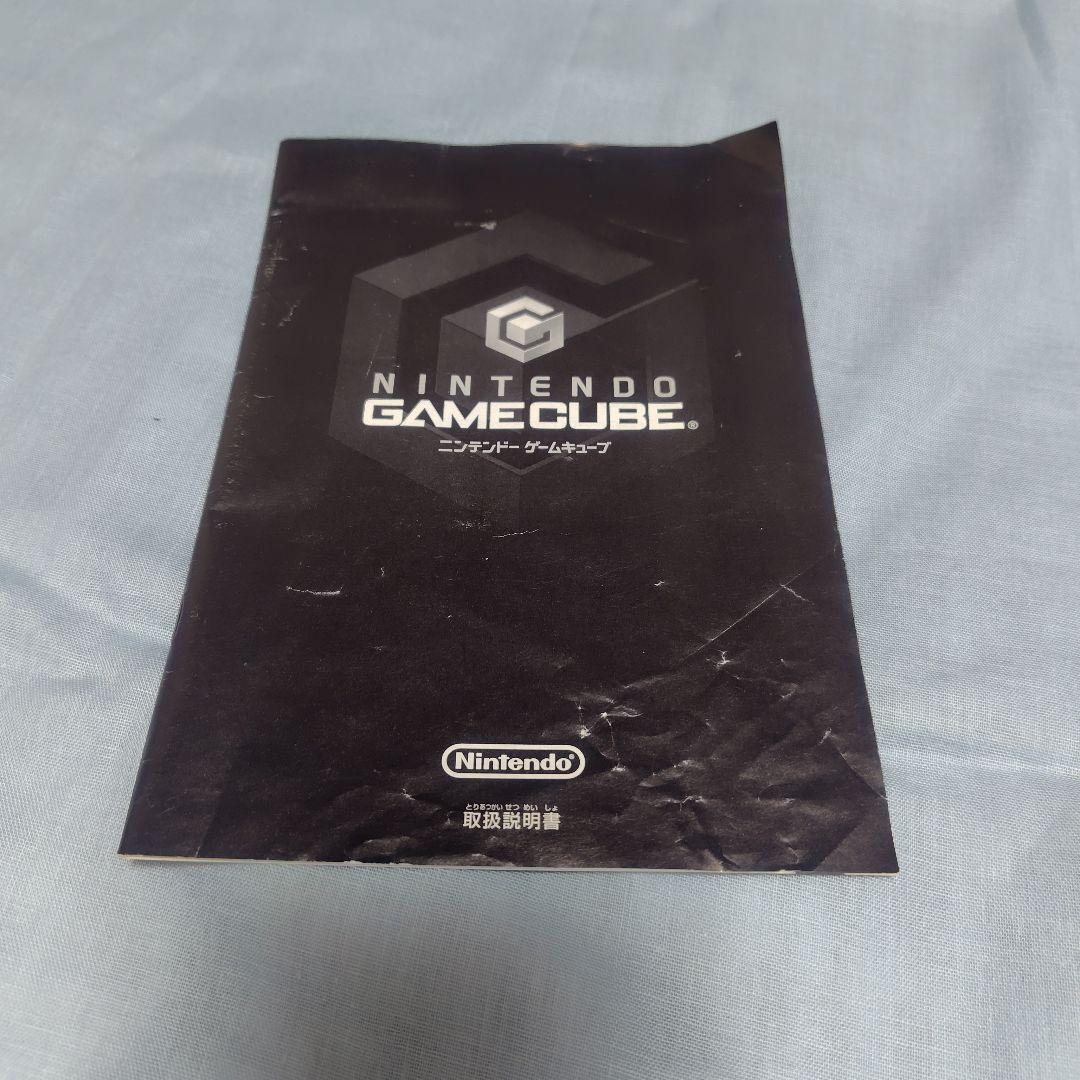 NINTENDO
GAMECUBE®
ニンテンドー ゲームキューブ
Nintendo®
とりあつかい せつ めい しょ
取扱説明書